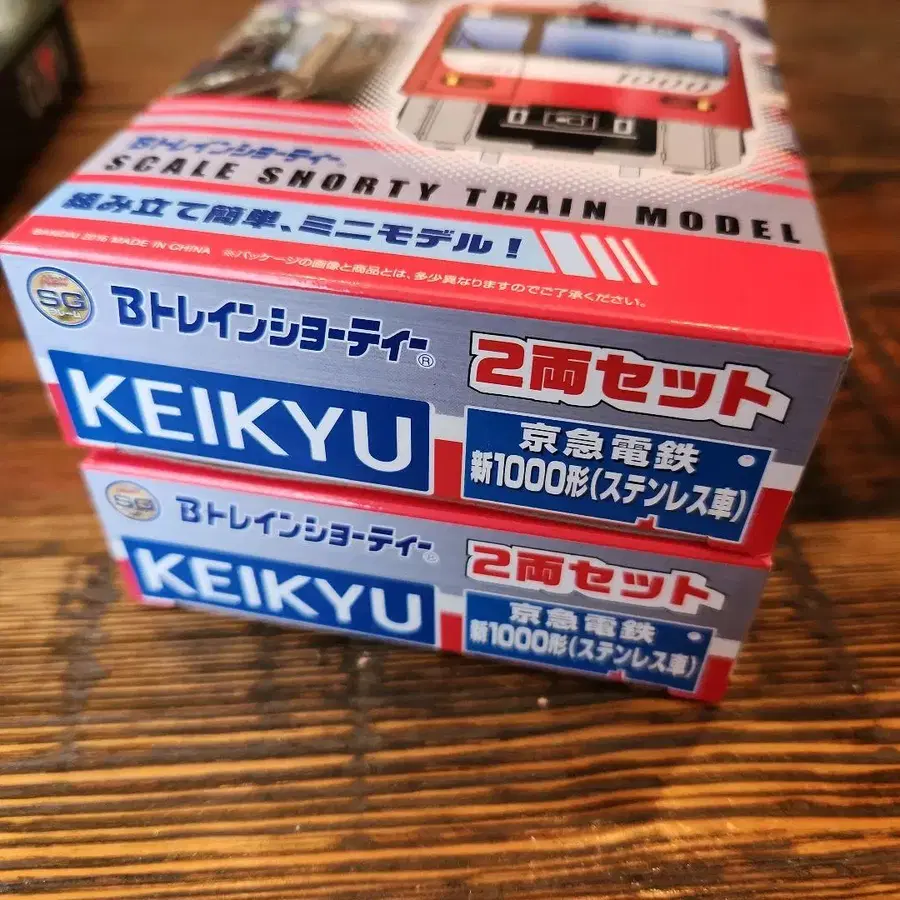 1000
Bトレインショーティー®
SCALE SHORTY TRAIN MODEL
組み立て簡単、ミニモデル!
BANDAI 2016 MADE IN CHINA ※パッケージの画像と商品とは、多少異なりますのでご了承ください。
SG
フレーム
Bトレインショーティー®
2両セット
KEIKYU
京急電鉄
新1000形(ステンレス車)
SG
Bトレインショーティー®
2両セット
KEIKYU
京急電鉄
新1000形(ステンレス車)